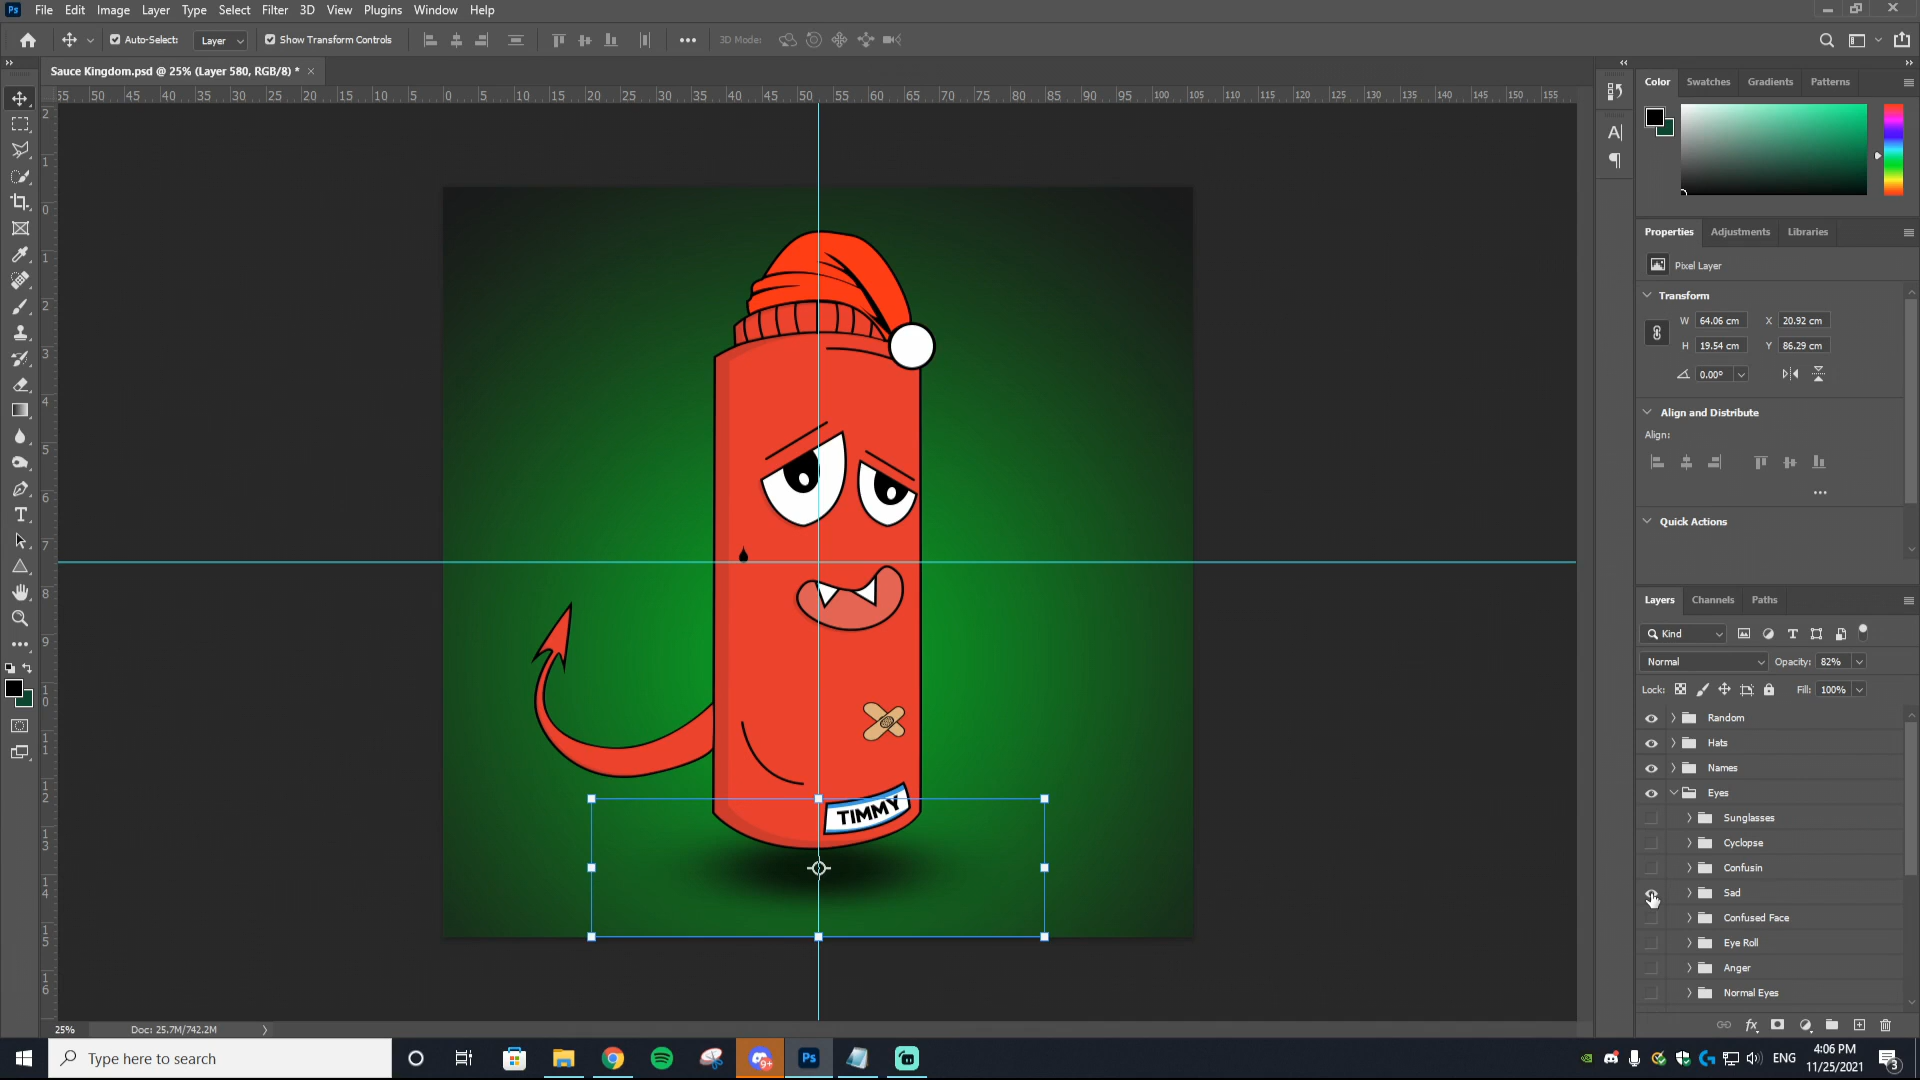 File Edit Image Layer Type Select Filter 3D View Plugins Window Help
Auto-Select: Layer Show Transform Controls 3D Mode:
Sauce Kingdom.psd @ 25% (Layer 580, RGB/8) *
Color Swatches Gradients Patterns
Properties Adjustments Libraries
Pixel Layer
Transform
W 64.06 cm X 20.92 cm
H 19.54 cm Y 86.29 cm
0.00°
Align and Distribute
Align:
Quick Actions
Layers Channels Paths
Kind
Normal Opacity: 82%
Lock: Fill: 100%
Random
Hats
Names
Eyes
Sunglasses
Cyclopse
Confusin
Sad
Confused Face
Eye Roll
Anger
Normal Eyes
TIMMY
25% Doc: 25.7M/742.2M
Type here to search
Ps
ENG
4:06 PM
11/25/2021